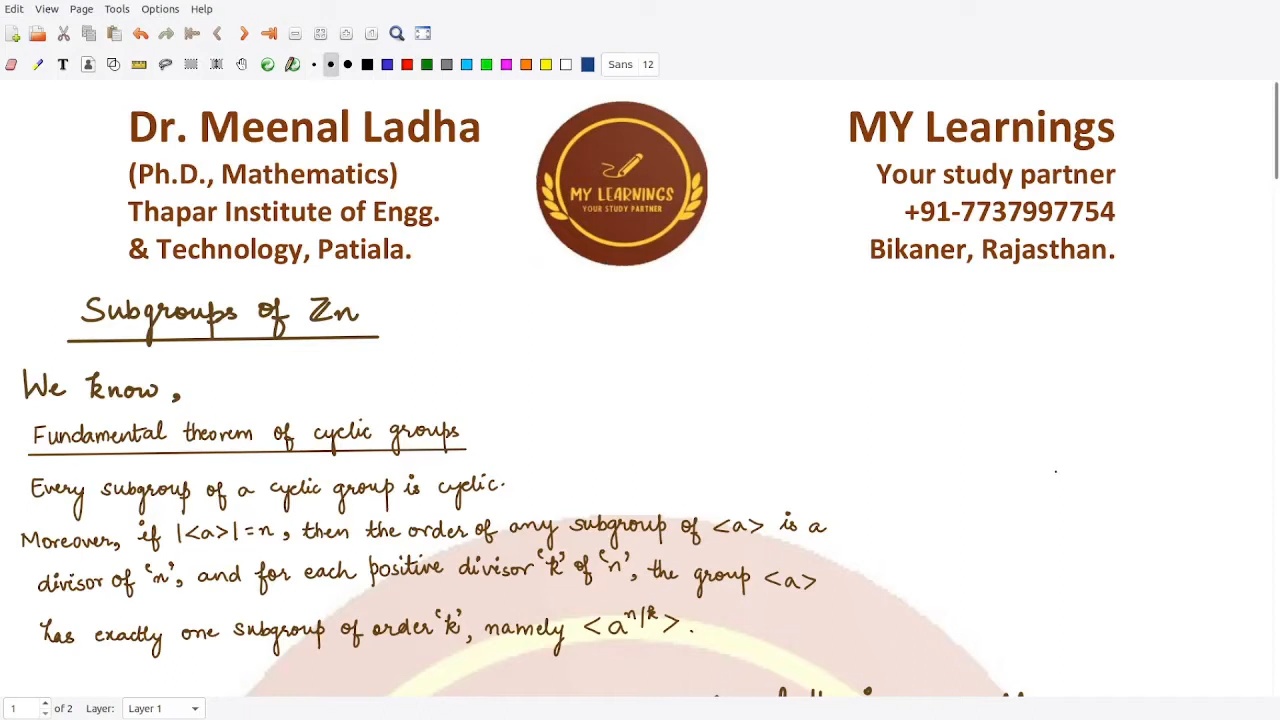 Edit View Page Tools Options Help
T Sans 12
Dr. Meenal Ladha
(Ph.D., Mathematics)
Thapar Institute of Engg.
& Technology, Patiala.
MY LEARNINGS
YOUR STUDY PARTNER
MY Learnings
Your study partner
+91-7737997754
Bikaner, Rajasthan.
Subgroups of ℤn
We know,
Fundamental theorem of cyclic groups
Every subgroup of a cyclic group is cyclic.
Moreover, if |<a>| = n, then the order of any subgroup of <a> is a
divisor of 'n', and for each positive divisor 'k' of 'n', the group <a>
has exactly one subgroup of order 'k', namely <a^{n/k}>.
1 of 2 Layer: Layer 1